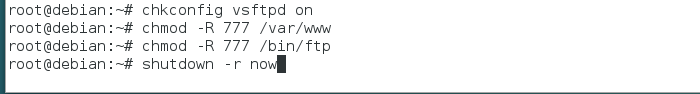 root@debian:~# chkconfig vsftpd on
root@debian:~# chmod -R 777 /var/www
root@debian:~# chmod -R 777 /bin/ftp
root@debian:~# shutdown -r now